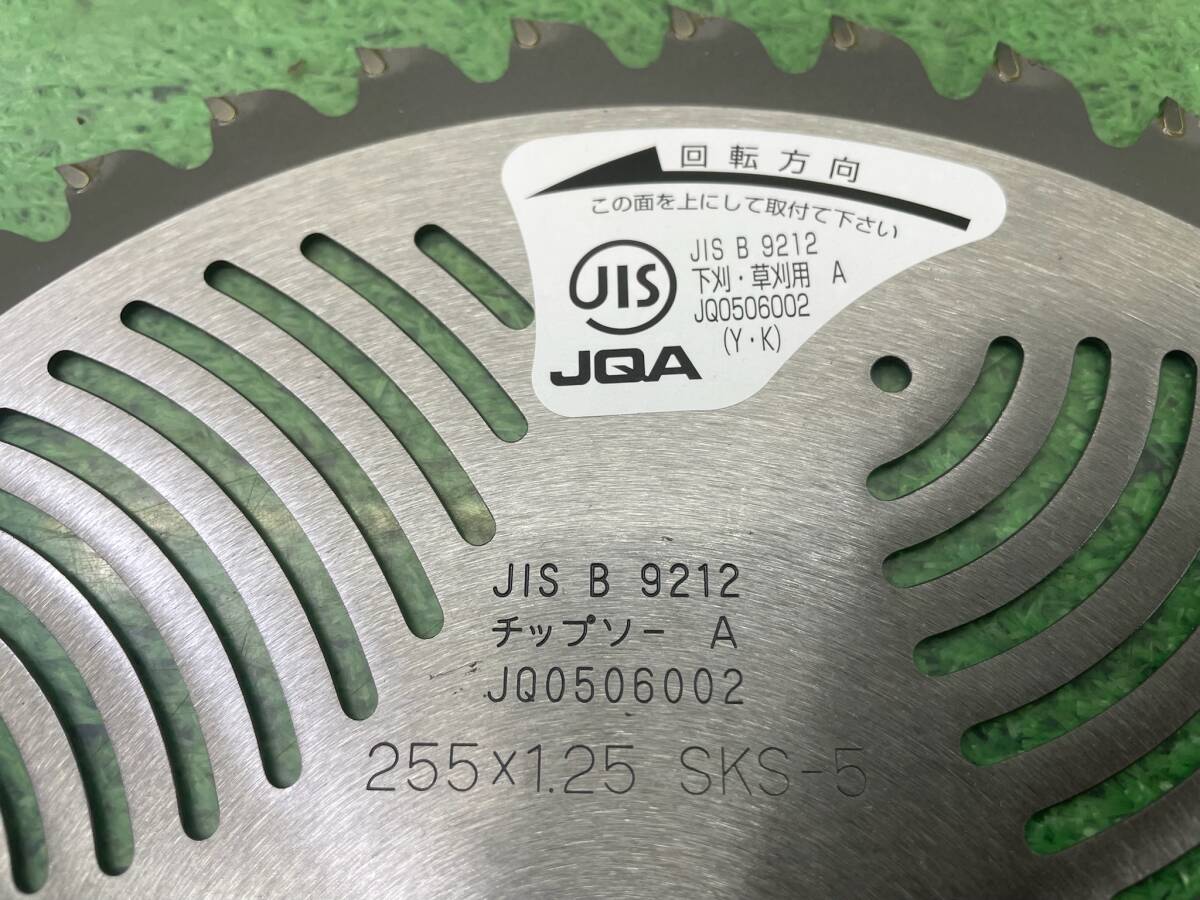 回転方向
この面を上にして取付て下さい
JIS
JQA
JIS B 9212
下刈・草刈用 A
JQ0506002
(Y・K)
JIS B 9212
チップソー A
JQ0506002
255×1.25 SKS-5